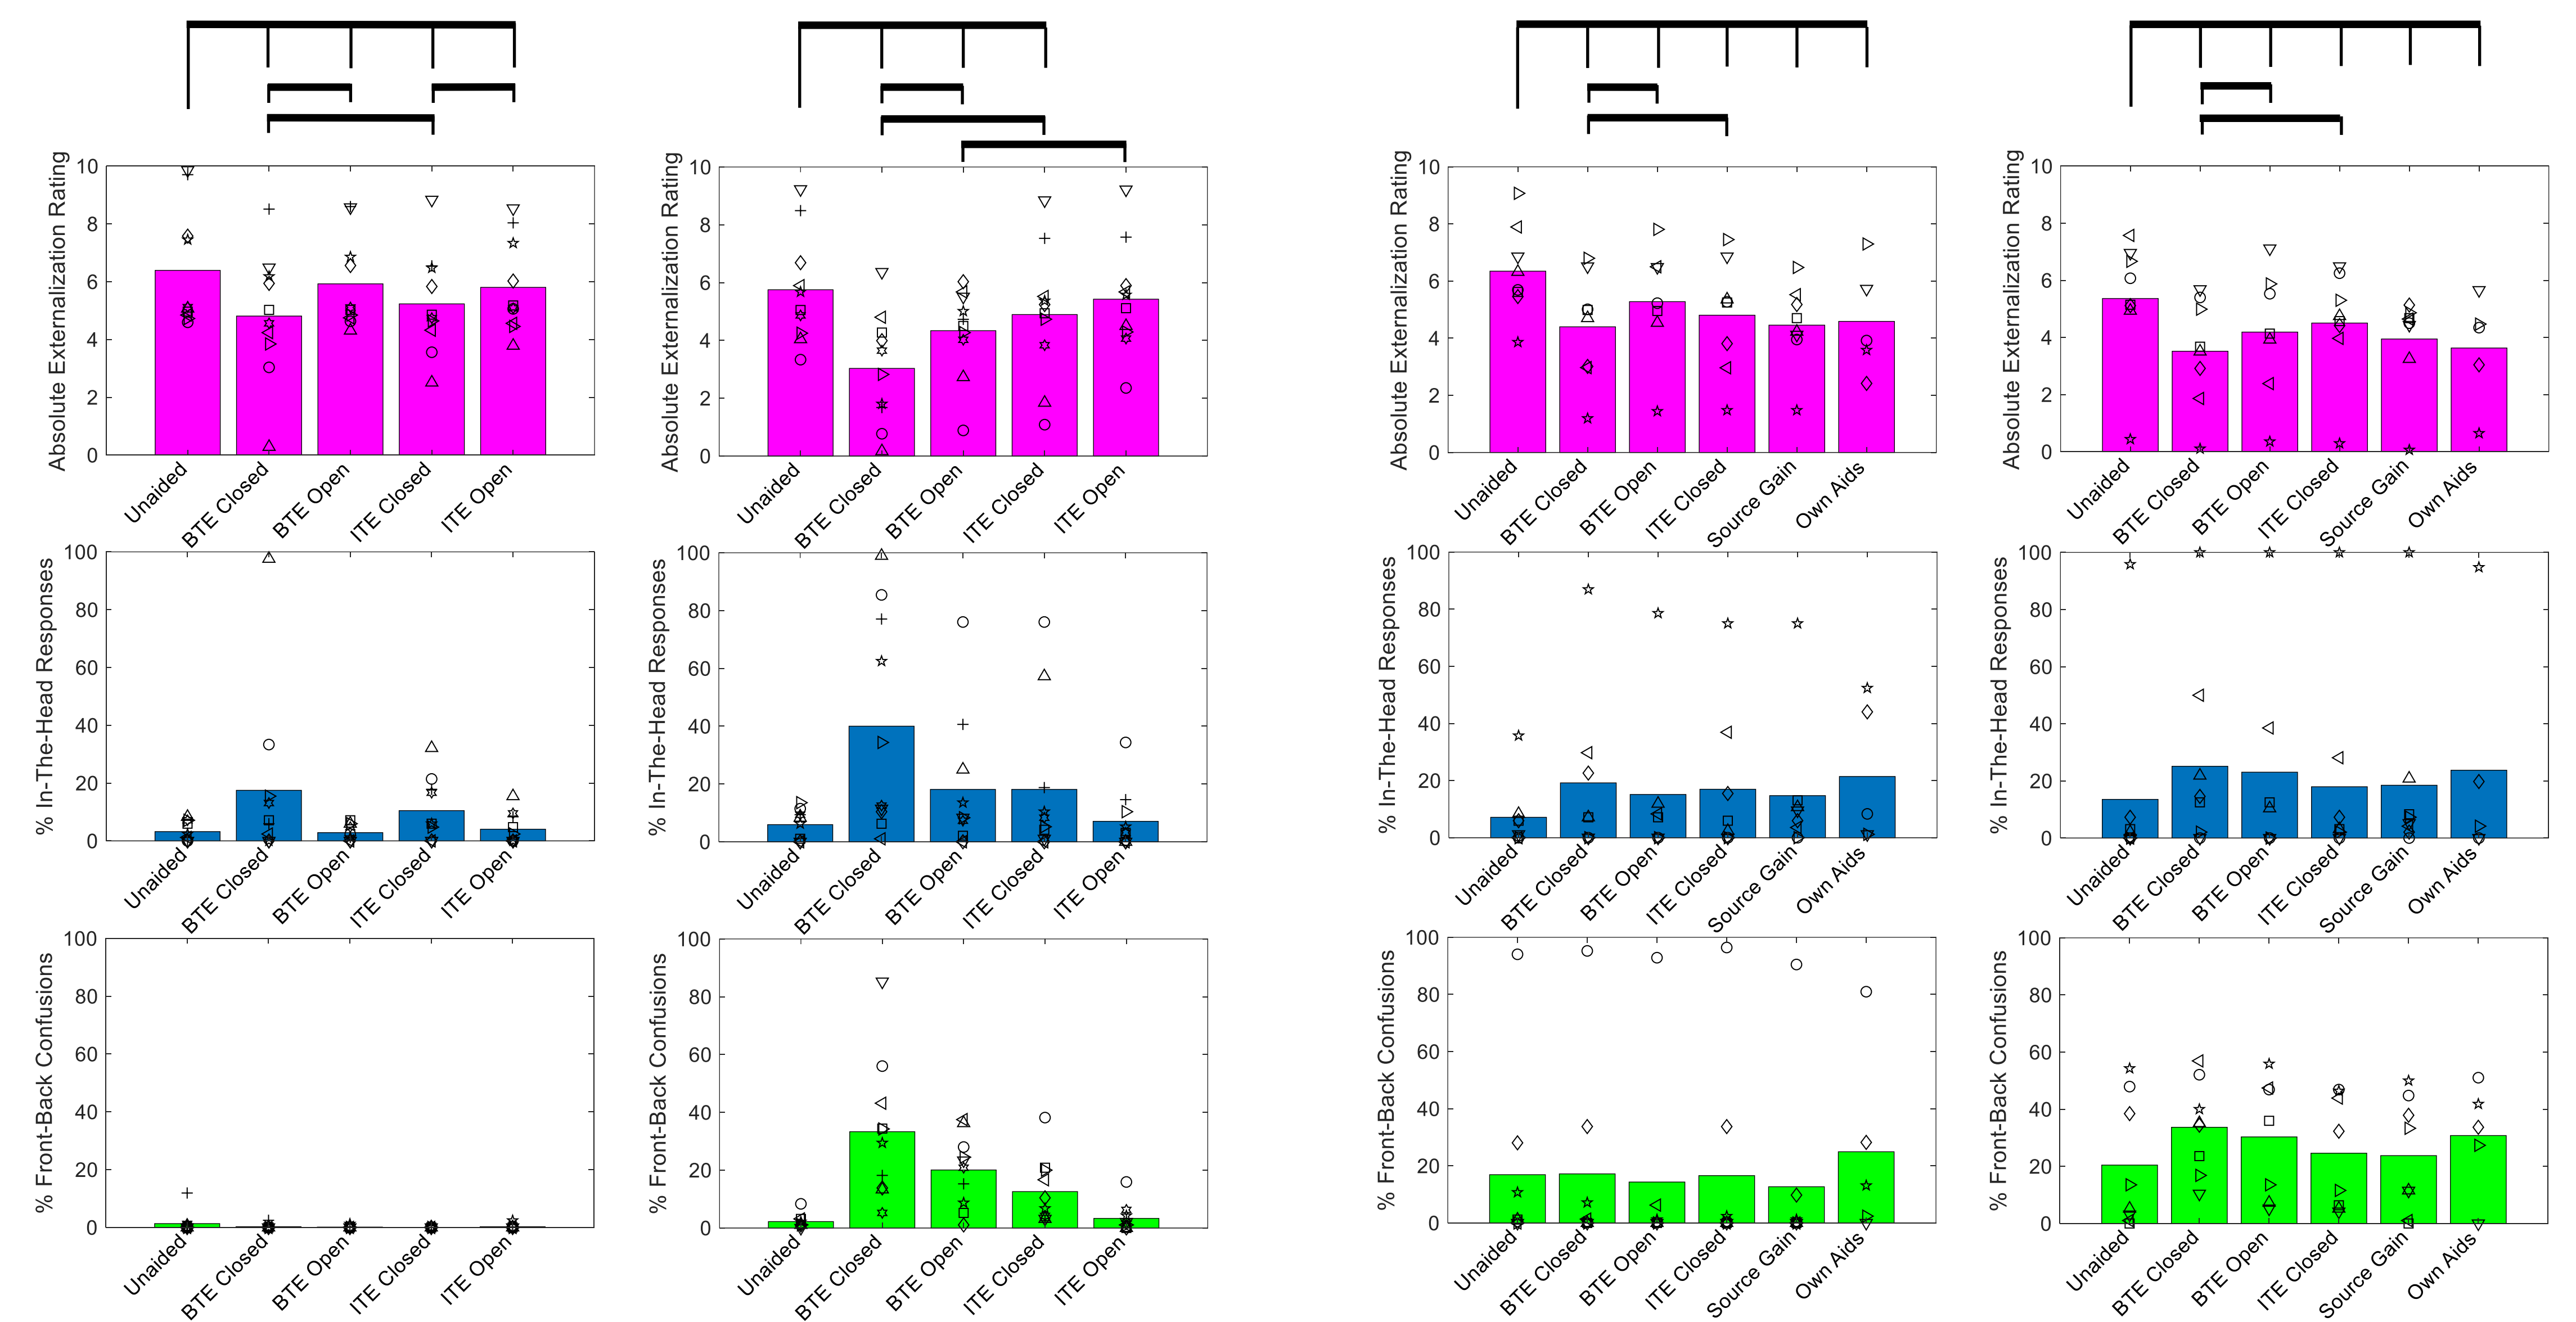 Absolute Externalization Rating
10
8
6
4
2
0
Unaided
BTE Closed
BTE Open
ITE Closed
ITE Open
Absolute Externalization Rating
10
8
6
4
2
0
Unaided
BTE Closed
BTE Open
ITE Closed
ITE Open
Absolute Externalization Rating
10
8
6
4
2
0
Unaided
BTE Closed
BTE Open
ITE Closed
Source Gain
Own Aids
Absolute Externalization Rating
10
8
6
4
2
0
Unaided
BTE Closed
BTE Open
ITE Closed
Source Gain
Own Aids
% In-The-Head Responses
100
80
60
40
20
0
Unaided
BTE Closed
BTE Open
ITE Closed
ITE Open
% In-The-Head Responses
100
80
60
40
20
0
Unaided
BTE Closed
BTE Open
ITE Closed
ITE Open
% In-The-Head Responses
100
80
60
40
20
0
Unaided
BTE Closed
BTE Open
ITE Closed
Source Gain
Own Aids
% In-The-Head Responses
100
80
60
40
20
0
Unaided
BTE Closed
BTE Open
ITE Closed
Source Gain
Own Aids
% Front-Back Confusions
100
80
60
40
20
0
Unaided
BTE Closed
BTE Open
ITE Closed
ITE Open
% Front-Back Confusions
100
80
60
40
20
0
Unaided
BTE Closed
BTE Open
ITE Closed
ITE Open
% Front-Back Confusions
100
80
60
40
20
0
Unaided
BTE Closed
BTE Open
ITE Closed
Source Gain
Own Aids
% Front-Back Confusions
100
80
60
40
20
0
Unaided
BTE Closed
BTE Open
ITE Closed
Source Gain
Own Aids